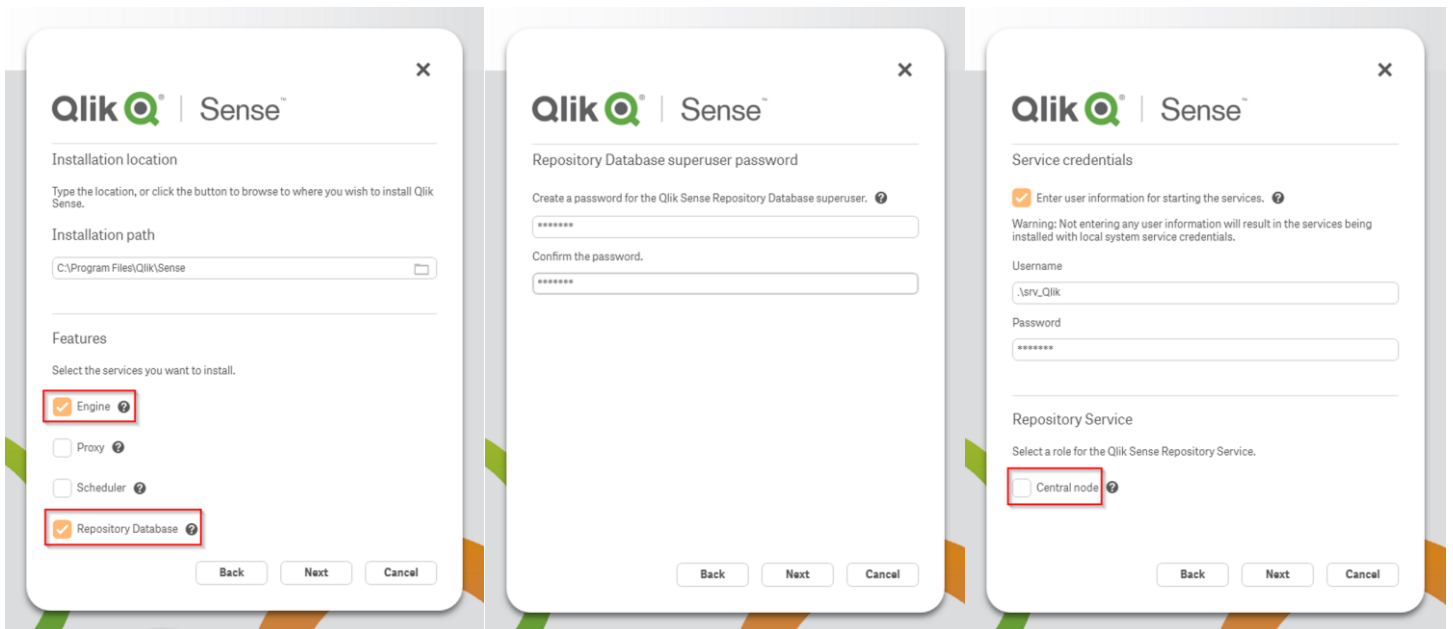 Qlik Q® | Sense™
Installation location
Type the location, or click the button to browse to where you wish to install Qlik
Sense.
Installation path
C:\Program Files\Qlik\Sense
Features
Select the services you want to install.
Engine ?
Proxy ?
Scheduler ?
Repository Database ?
Back Next Cancel
Qlik Q® | Sense™
Repository Database superuser password
Create a password for the Qlik Sense Repository Database superuser. ?
*******
Confirm the password.
*******
Back Next Cancel
Qlik Q® | Sense™
Service credentials
Enter user information for starting the services. ?
Warning: Not entering any user information will result in the services being
installed with local system service credentials.
Username
.\srv_Qlik
Password
*******
Repository Service
Select a role for the Qlik Sense Repository Service.
Central node ?
Back Next Cancel